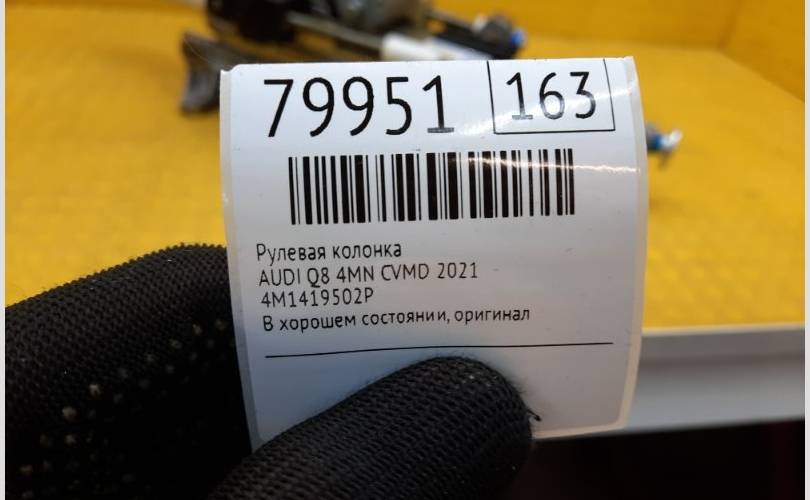 79951 163
Рулевая колонка
AUDI Q8 4MN CVMD 2021
4M1419502P
В хорошем состоянии, оригинал